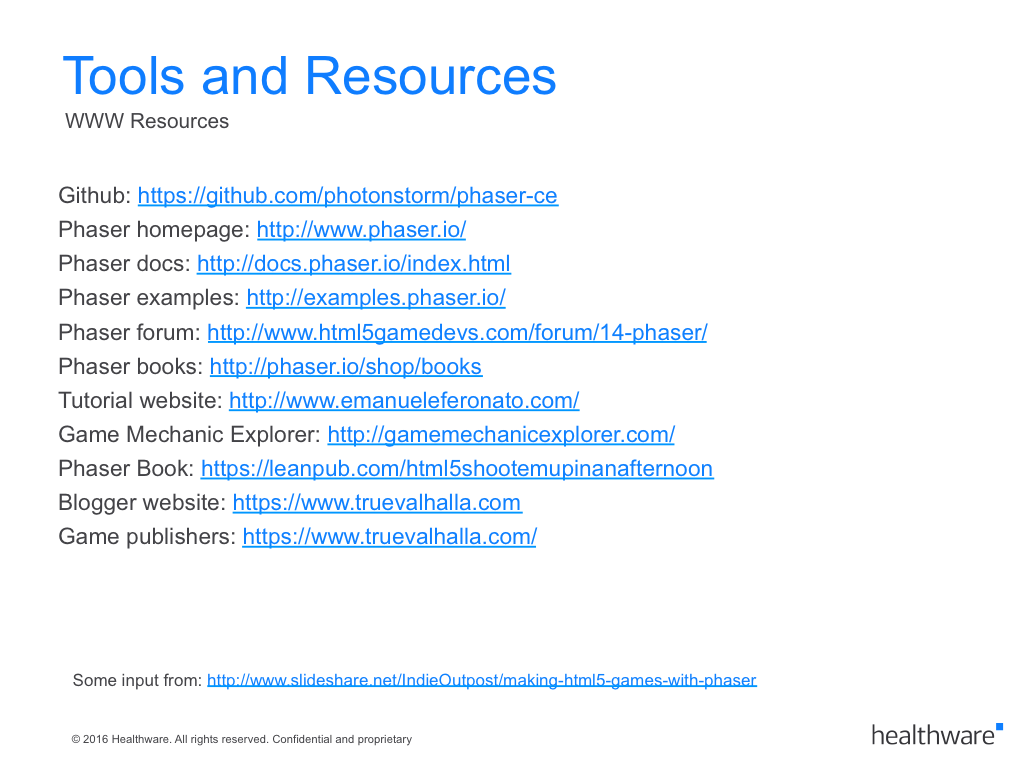 Tools and Resources
WWW Resources
Github: https://github.com/photonstorm/phaser-ce
Phaser homepage: http://www.phaser.io/
Phaser docs: http://docs.phaser.io/index.html
Phaser examples: http://examples.phaser.io/
Phaser forum: http://www.html5gamedevs.com/forum/14-phaser/
Phaser books: http://phaser.io/shop/books
Tutorial website: http://www.emanueleferonato.com/
Game Mechanic Explorer: http://gamemechanicexplorer.com/
Phaser Book: https://leanpub.com/html5shootemupinanafternoon
Blogger website: https://www.truevalhalla.com
Game publishers: https://www.truevalhalla.com/
Some input from: http://www.slideshare.net/IndieOutpost/making-html5-games-with-phaser
© 2016 Healthware. All rights reserved. Confidential and proprietary
healthware